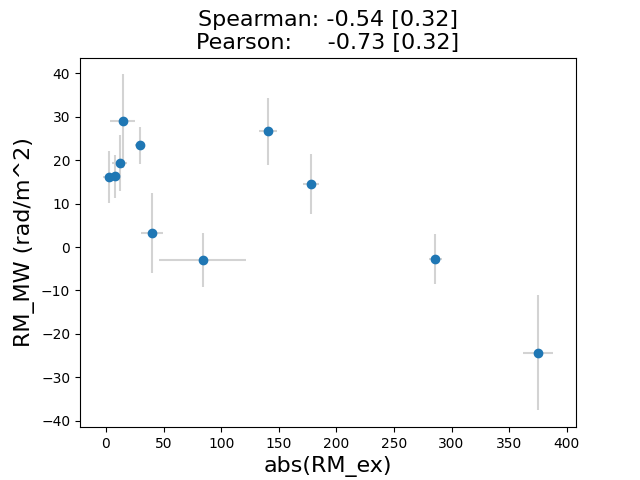 Spearman: -0.54 [0.32]
Pearson: -0.73 [0.32]
40
30
20
10
0
−10
−20
−30
−40
RM_MW (rad/m^2)
0 50 100 150 200 250 300 350 400
abs(RM_ex)